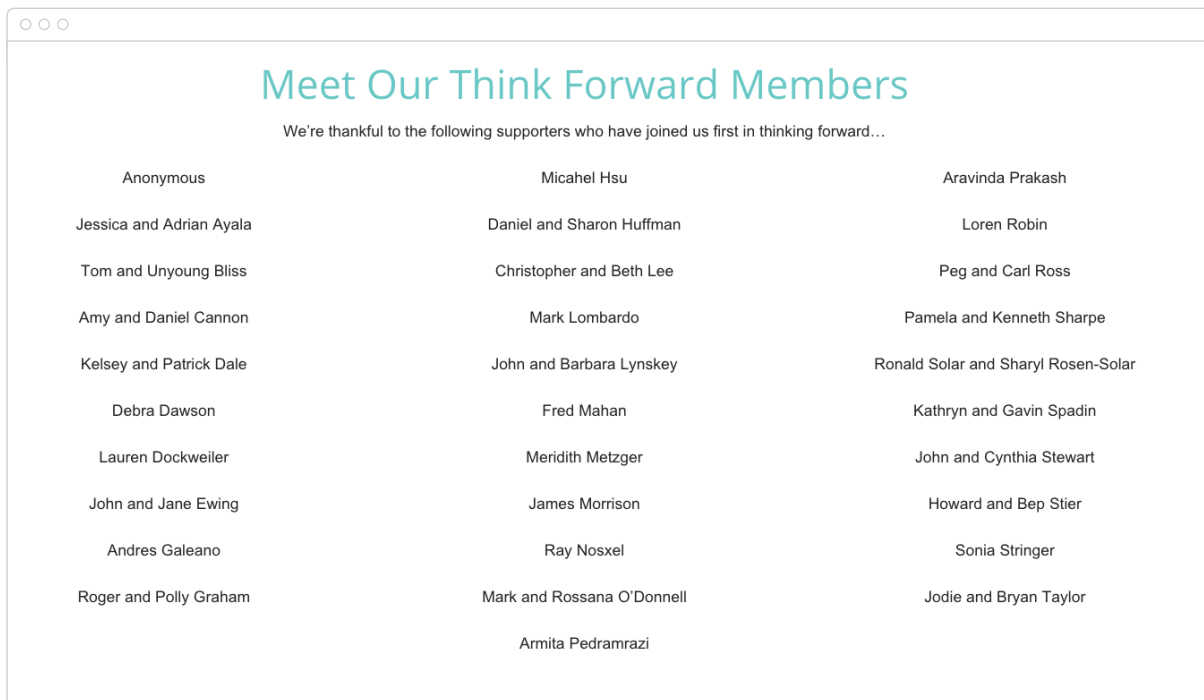 Meet Our Think Forward Members
We’re thankful to the following supporters who have joined us first in thinking forward…
Anonymous
Jessica and Adrian Ayala
Tom and Unyoung Bliss
Amy and Daniel Cannon
Kelsey and Patrick Dale
Debra Dawson
Lauren Dockweiler
John and Jane Ewing
Andres Galeano
Roger and Polly Graham
Micahel Hsu
Daniel and Sharon Huffman
Christopher and Beth Lee
Mark Lombardo
John and Barbara Lynskey
Fred Mahan
Meridith Metzger
James Morrison
Ray Nosxel
Mark and Rossana O’Donnell
Armita Pedramrazi
Aravinda Prakash
Loren Robin
Peg and Carl Ross
Pamela and Kenneth Sharpe
Ronald Solar and Sharyl Rosen-Solar
Kathryn and Gavin Spadin
John and Cynthia Stewart
Howard and Bep Stier
Sonia Stringer
Jodie and Bryan Taylor